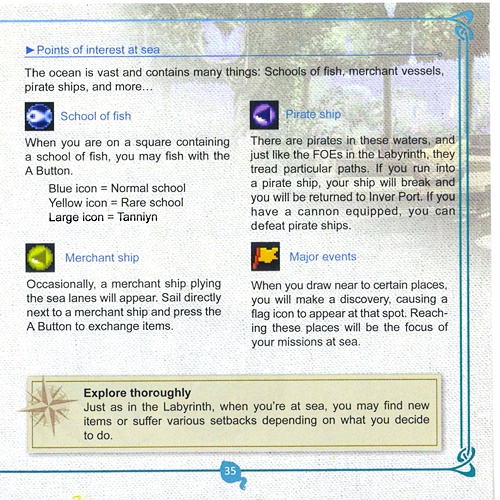 ►Points of interest at sea
The ocean is vast and contains many things: Schools of fish, merchant vessels,
pirate ships, and more…
School of fish
When you are on a square containing
a school of fish, you may fish with the
A Button.
Blue icon = Normal school
Yellow icon = Rare school
Large icon = Tanniyn
Merchant ship
Occasionally, a merchant ship plying
the sea lanes will appear. Sail directly
next to a merchant ship and press the
A Button to exchange items.
Pirate ship
There are pirates in these waters, and
just like the FOEs in the Labyrinth, they
tread particular paths. If you run into
a pirate ship, your ship will break and
you will be returned to Inver Port. If you
have a cannon equipped, you can
defeat pirate ships.
Major events
When you draw near to certain places,
you will make a discovery, causing a
flag icon to appear at that spot. Reach-
ing these places will be the focus of
your missions at sea.
Explore thoroughly
Just as in the Labyrinth, when you're at sea, you may find new
items or suffer various setbacks depending on what you decide
to do.
35